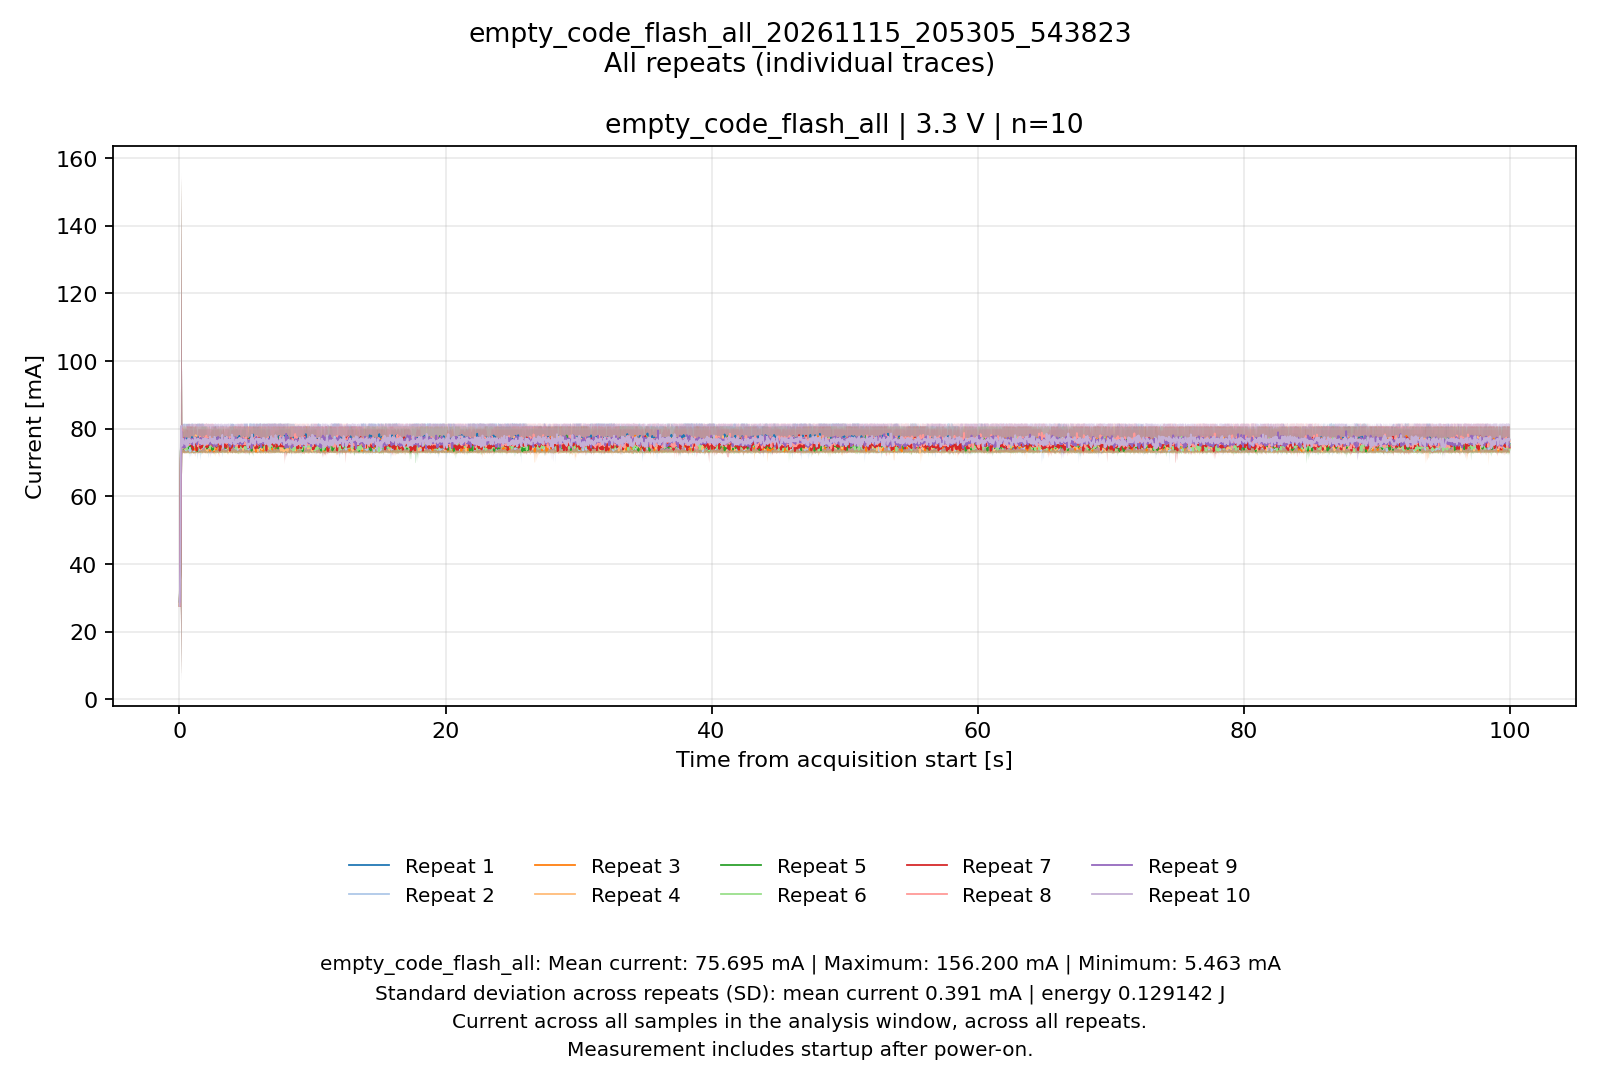 empty_code_flash_all_20261115_205305_543823
All repeats (individual traces)
empty_code_flash_all | 3.3 V | n=10
160
140
120
100
80
60
40
20
0
Current [mA]
0 20 40 60 80 100
Time from acquisition start [s]
Repeat 1 Repeat 3 Repeat 5 Repeat 7 Repeat 9
Repeat 2 Repeat 4 Repeat 6 Repeat 8 Repeat 10
empty_code_flash_all: Mean current: 75.695 mA | Maximum: 156.200 mA | Minimum: 5.463 mA
Standard deviation across repeats (SD): mean current 0.391 mA | energy 0.129142 J
Current across all samples in the analysis window, across all repeats.
Measurement includes startup after power-on.